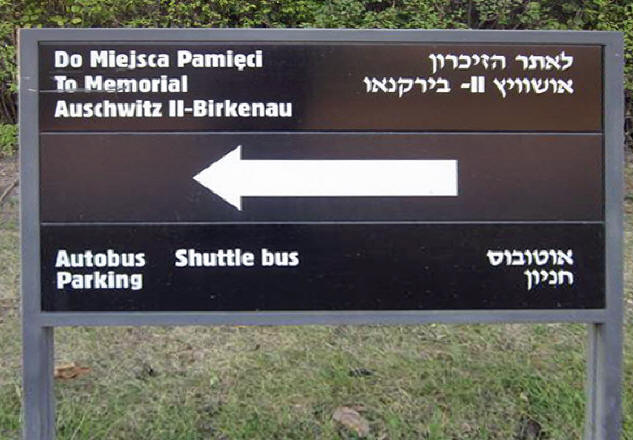 Do Miejsca Pamięci
To Memorial
Auschwitz II-Birkenau
לאתר הזיכרון
אושוויץ II- בירקנאו
Autobus Shuttle bus
Parking
אוטובוס
חניון